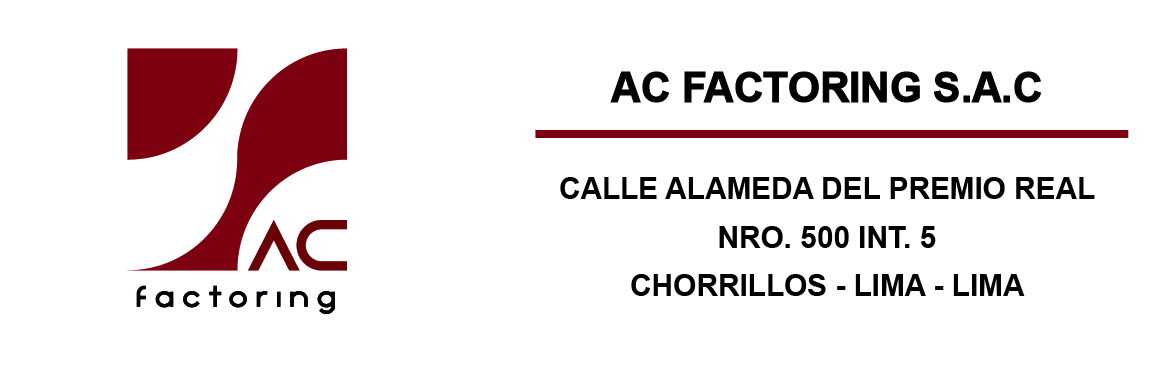 AC
factoring
AC FACTORING S.A.C
CALLE ALAMEDA DEL PREMIO REAL
NRO. 500 INT. 5
CHORRILLOS - LIMA - LIMA